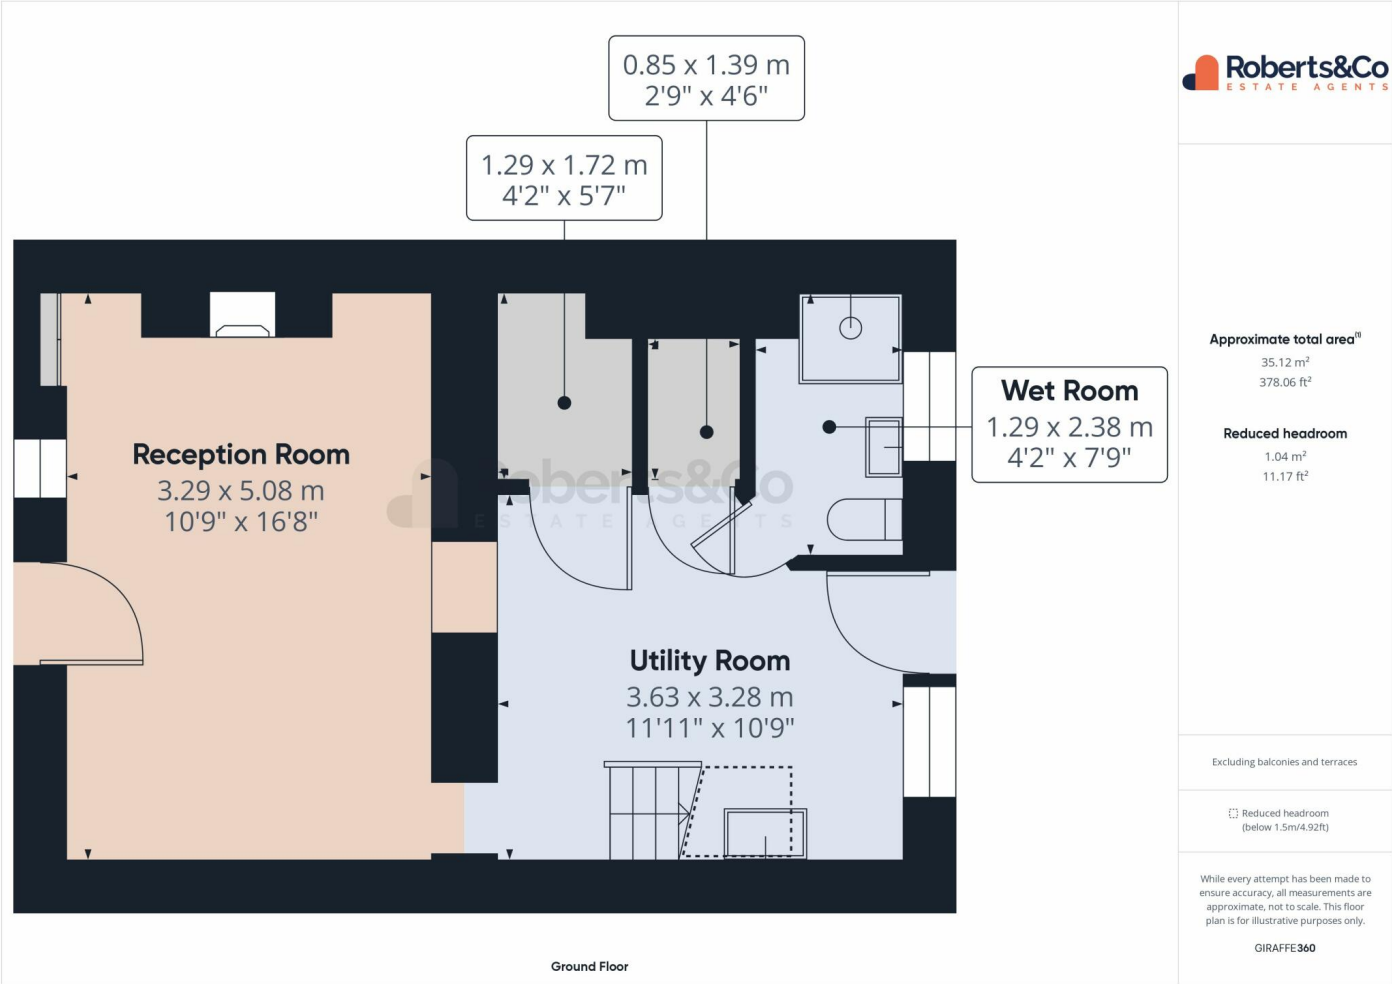 0.85 x 1.39 m
2'9" x 4'6"
1.29 x 1.72 m
4'2" x 5'7"
Reception Room
3.29 x 5.08 m
10'9" x 16'8"
Wet Room
1.29 x 2.38 m
4'2" x 7'9"
Roberts&Co
ESTATE AGENTS
Utility Room
3.63 x 3.28 m
11'11" x 10'9"
Ground Floor
Roberts&Co
ESTATE AGENTS
Approximate total area⁽¹⁾
35.12 m²
378.06 ft²
Reduced headroom
1.04 m²
11.17 ft²
Excluding balconies and terraces
Reduced headroom
(below 1.5m/4.92ft)
While every attempt has been made to
ensure accuracy, all measurements are
approximate, not to scale. This floor
plan is for illustrative purposes only.
GIRAFFE360